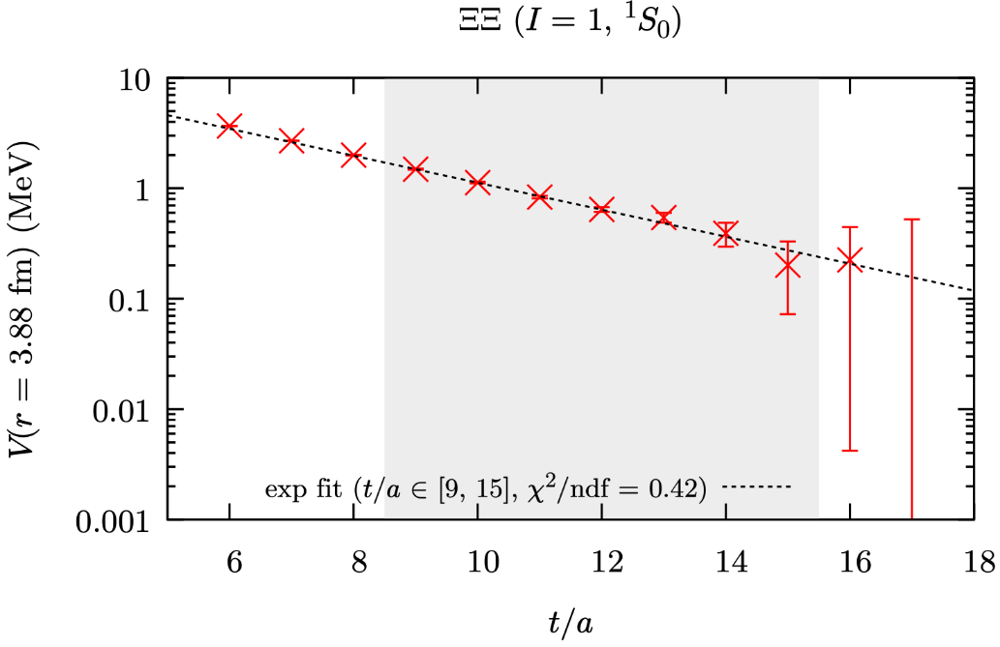 ΞΞ (I = 1, ¹S₀)
V(r = 3.88 fm) (MeV)
10
1
0.1
0.01
0.001
exp fit (t/a ∈ [9, 15], χ²/ndf = 0.42)
6 8 10 12 14 16 18
t/a